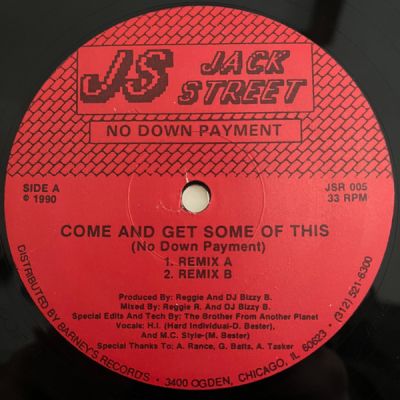 JS JACK
STREET
NO DOWN PAYMENT
SIDE A
© 1990
JSR 005
33 RPM
COME AND GET SOME OF THIS
(No Down Payment)
1. REMIX A
2. REMIX B
Produced By: Reggie And DJ Bizzy B.
Mixed By: Reggie R. And DJ Bizzy B.
Special Edits And Tech By: The Brother From Another Planet
Vocals: H.I. (Hard Individual-D. Bester),
And M.C. Style-(M. Bester)
Special Thanks To: A. Rance, G. Batts, A. Tasker
DISTRIBUTED BY BARNEY'S RECORDS • 3400 OGDEN, CHICAGO, IL 60623 • (312) 521-6300